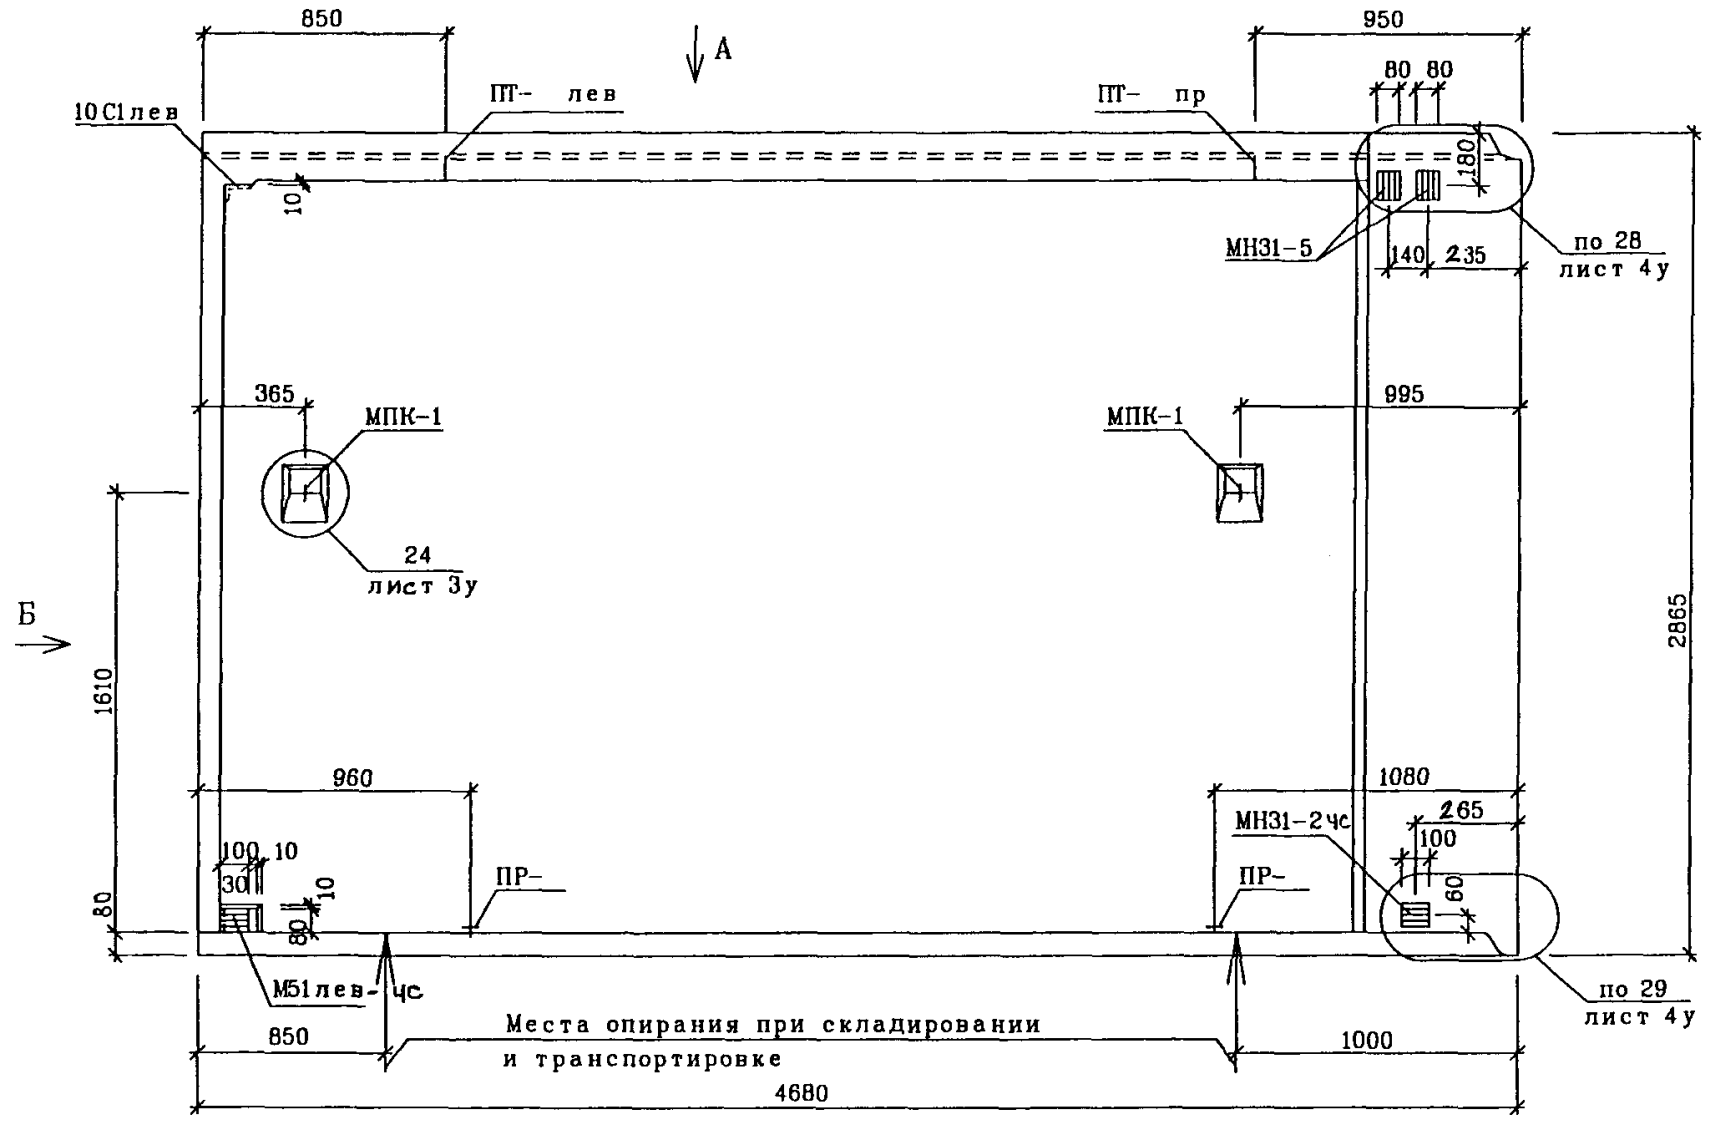 850
950
А
80 80
ПТ- лев
ПТ- пр
10С1лев
180
10
МН31-5
140 235
по 28
лист 4у
365
МПК-1
МПК-1
995
24
лист 3у
Б
2865
1610
960
1080
265
МН31-2чс
100
100 10
30
10
80
ПР-
ПР-
60
80
М51лев-чс
по 29
лист 4у
Места опирания при складировании
и транспортировке
850
1000
4680